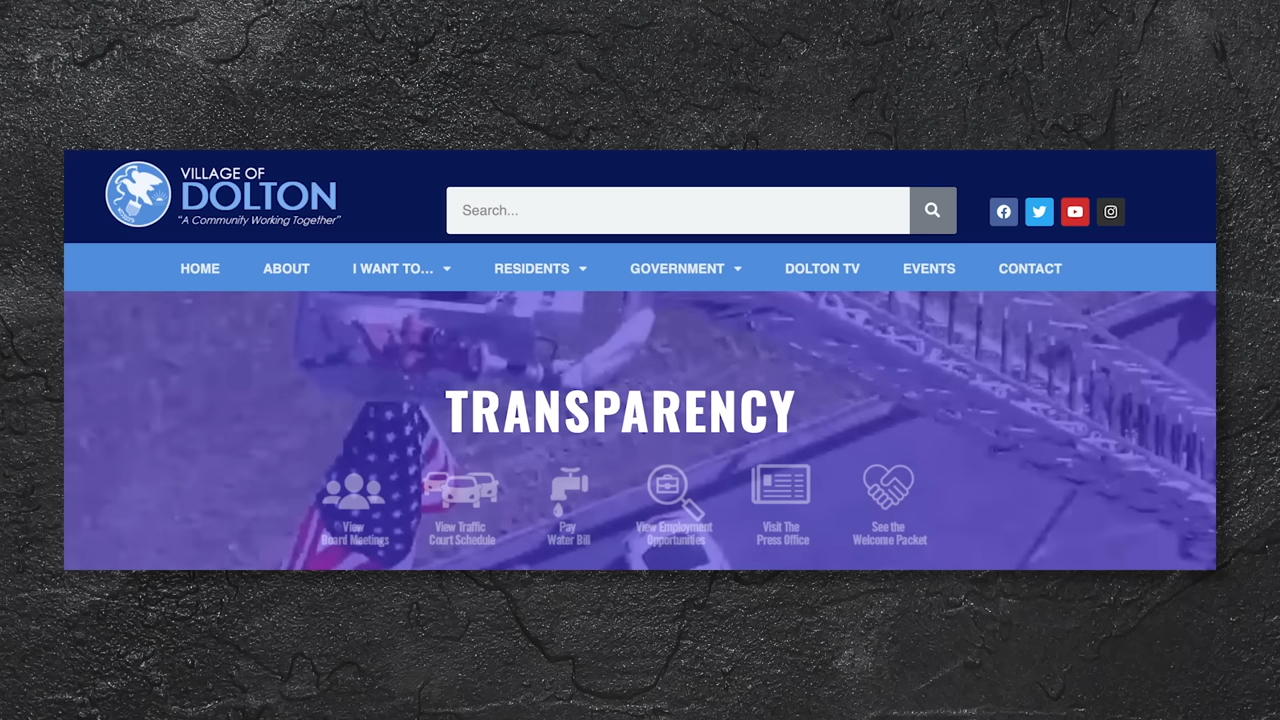 VILLAGE OF
DOLTON
“A Community Working Together”
Search...
HOME ABOUT I WANT TO... RESIDENTS GOVERNMENT DOLTON TV EVENTS CONTACT
TRANSPARENCY
View
Board Meetings
View Traffic
Court Schedule
Pay
Water Bill
View Employment
Opportunities
Visit The
Press Office
See the
Welcome Packet